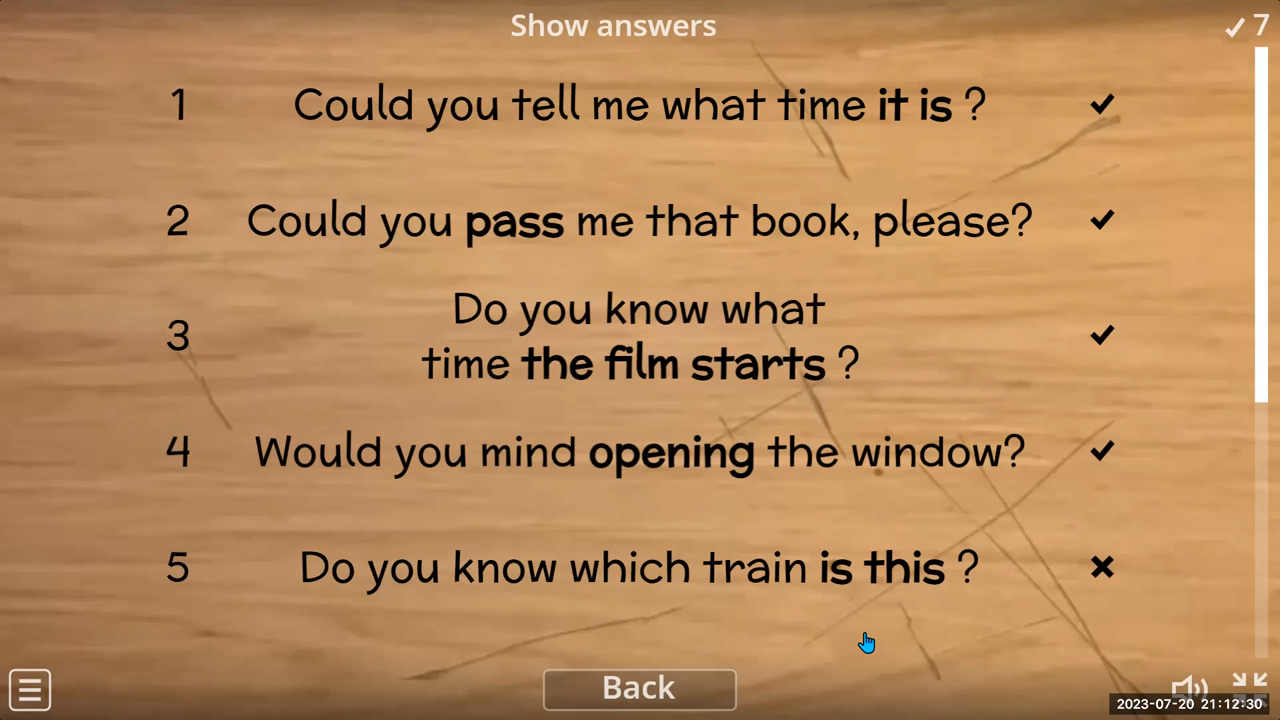 Show answers
✓ 7
1 Could you tell me what time it is ? ✓
2 Could you pass me that book, please? ✓
3 Do you know what
time the film starts ? ✓
4 Would you mind opening the window? ✓
5 Do you know which train is this ? ✗
Back
2023-07-20 21:12:30